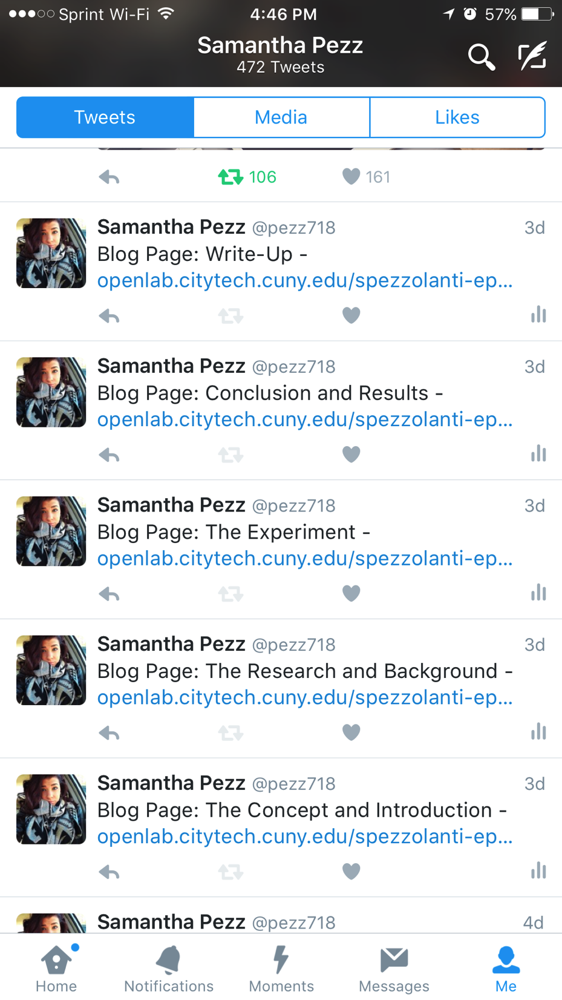 Sprint Wi-Fi 4:46 PM 57%
Samantha Pezz
472 Tweets
Tweets Media Likes
106 161
Samantha Pezz @pezz718 3d
Blog Page: Write-Up -
openlab.citytech.cuny.edu/spezzolanti-ep...
Samantha Pezz @pezz718 3d
Blog Page: Conclusion and Results -
openlab.citytech.cuny.edu/spezzolanti-ep...
Samantha Pezz @pezz718 3d
Blog Page: The Experiment -
openlab.citytech.cuny.edu/spezzolanti-ep...
Samantha Pezz @pezz718 3d
Blog Page: The Research and Background -
openlab.citytech.cuny.edu/spezzolanti-ep...
Samantha Pezz @pezz718 3d
Blog Page: The Concept and Introduction -
openlab.citytech.cuny.edu/spezzolanti-ep...
Samantha Pezz @pezz718 4d
Home Notifications Moments Messages Me